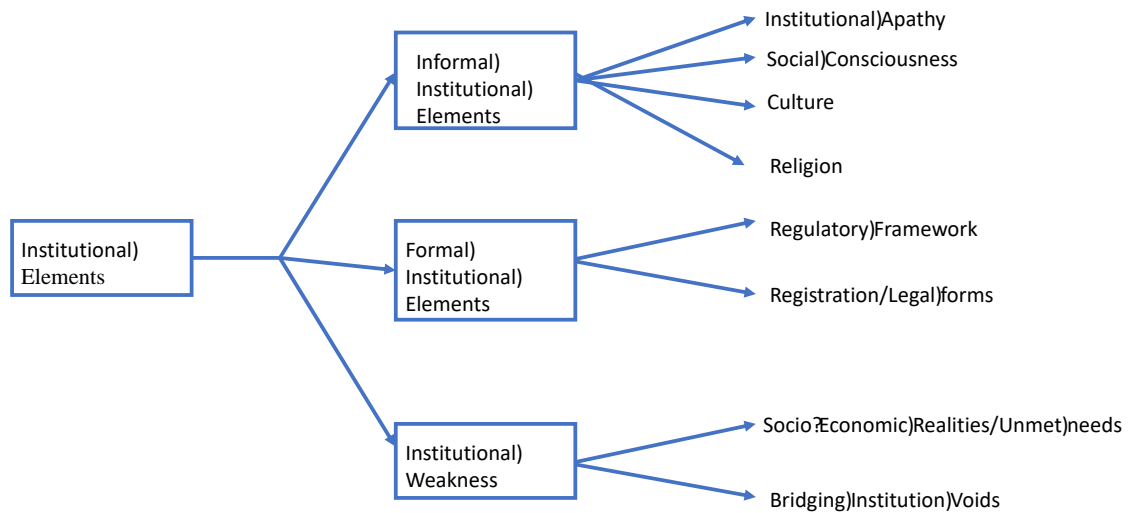 Institutional)
Elements
Informal)
Institutional)
Elements
Institutional)Apathy
Social)Consciousness
Culture
Religion
Formal)
Institutional)
Elements
Regulatory)Framework
Registration/Legal)forms
Institutional)
Weakness
Socio?Economic)Realities/Unmet)needs
Bridging)Institution)Voids